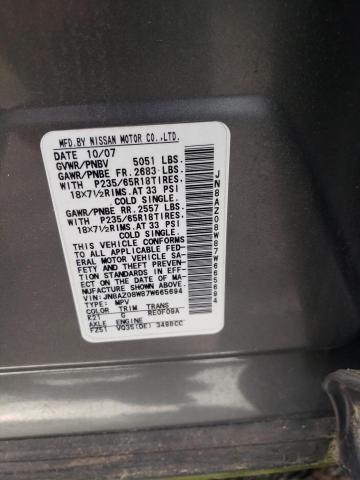 MFD.BY NISSAN MOTOR CO.,LTD.
DATE 10/07
GVWR/PNBV 5051 LBS.
GAWR/PNBE FR. 2683 LBS.
WITH P235/65R18TIRES.
18X7½RIMS.AT 33 PSI
COLD SINGLE.
GAWR/PNBE RR. 2557 LBS.
WITH P235/65R18TIRES.
18X7½RIMS.AT 33 PSI
COLD SINGLE.
THIS VEHICLE CONFORMS
TO ALL APPLICABLE FED-
ERAL MOTOR VEHICLE SA-
FETY AND THEFT PREVEN-
TION STANDARDS IN EFF-
ECT ON THE DATE OF MA-
NUFACTURE SHOWN ABOVE.
VIN: JN8AZ08W87W665694
TYPE: MPV
COLOR TRIM TRANS
K21 G RE0F09A
AXLE ENGINE
FZ51 VQ35(DE) 3498CC
JN8AZ08W87W665694